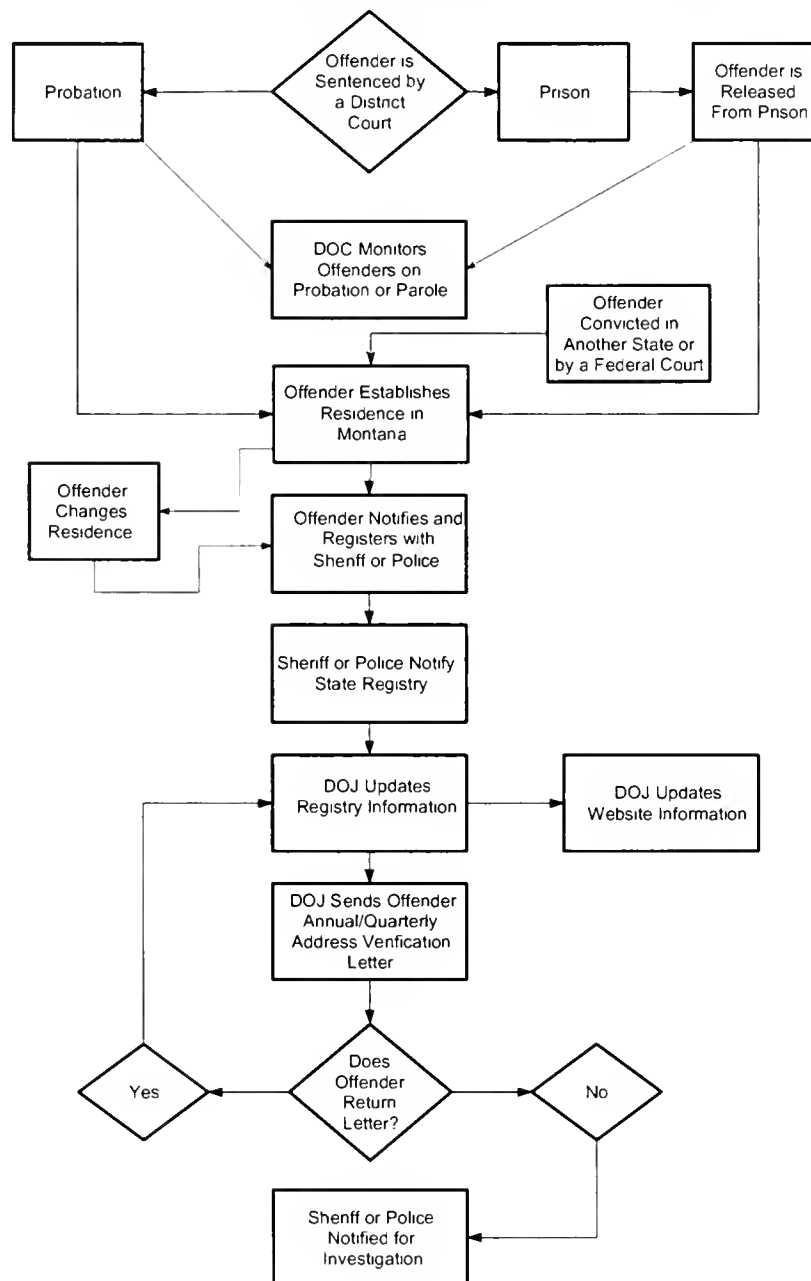 Probation
Offender is
Sentenced by
a District
Court
Prison
Offender is
Released
From Prison
DOC Monitors
Offenders on
Probation or Parole
Offender
Convicted in
Another State or
by a Federal Court
Offender Establishes
Residence in
Montana
Offender
Changes
Residence
Offender Notifies and
Registers with
Sheriff or Police
Sheriff or Police Notify
State Registry
DOJ Updates
Registry Information
DOJ Updates
Website Information
DOJ Sends Offender
Annual/Quarterly
Address Verification
Letter
Does
Offender
Return
Letter?
Yes
No
Sheriff or Police
Notified for
Investigation